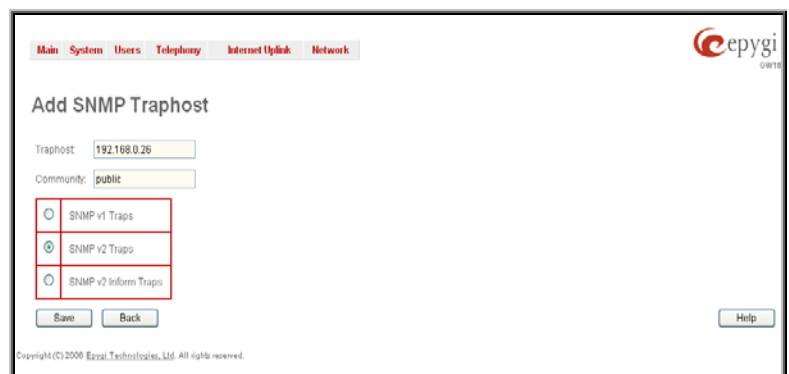 Main System Users Telephony Internet Uplink Network
epygi
GW18
Add SNMP Traphost
Traphost: 192.168.0.26
Community: public
SNMP v1 Traps
SNMP v2 Traps
SNMP v2 Inform Traps
Save Back Help
Copyright (C) 2006 Epygi Technologies, Ltd. All rights reserved.